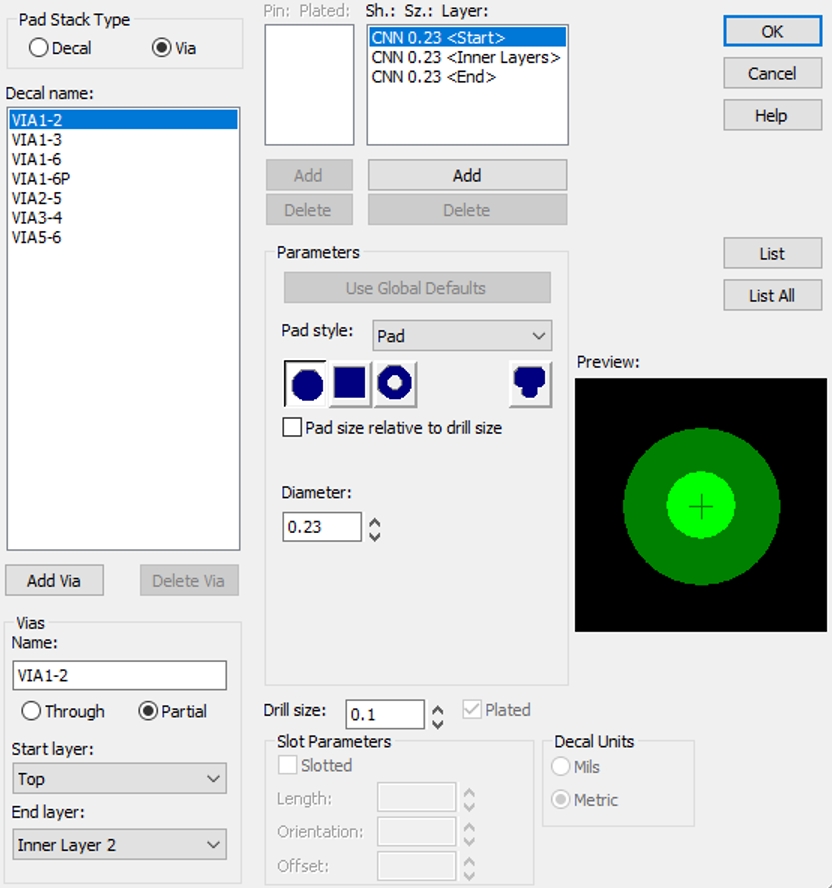 Pad Stack Type
Decal
Via
Decal name:
VIA1-2
VIA1-3
VIA1-6
VIA1-6P
VIA2-5
VIA3-4
VIA5-6
Add Via
Delete Via
Vias
Name:
VIA1-2
Through
Partial
Start layer:
Top
End layer:
Inner Layer 2
Pin: Plated:
Add
Delete
Sh.: Sz.: Layer:
CNN 0.23 <Start>
CNN 0.23 <Inner Layers>
CNN 0.23 <End>
Add
Delete
Parameters
Use Global Defaults
Pad style:
Pad
Pad size relative to drill size
Diameter:
0.23
Drill size:
0.1
Plated
Slot Parameters
Slotted
Length:
Orientation:
Offset:
Decal Units
Mils
Metric
OK
Cancel
Help
List
List All
Preview: